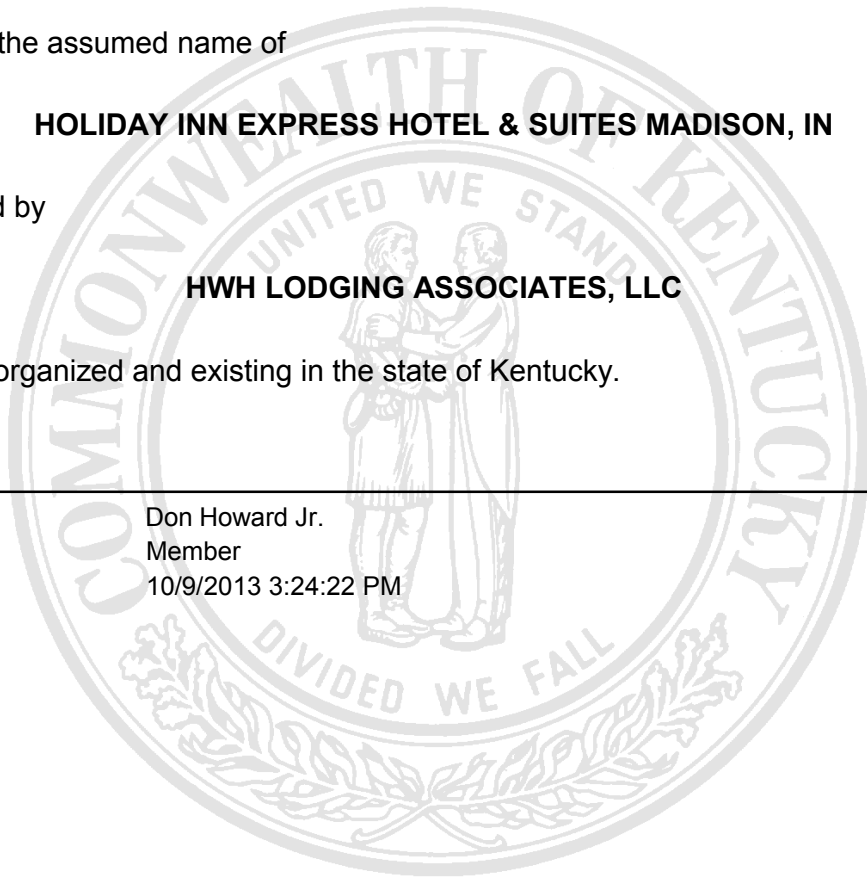 the assumed name of
HOLIDAY INN EXPRESS HOTEL & SUITES MADISON, IN
d by
HWH LODGING ASSOCIATES, LLC
organized and existing in the state of Kentucky.
Don Howard Jr.
Member
10/9/2013 3:24:22 PM
COMMONWEALTH OF KENTUCKY
UNITED WE STAND
DIVIDED WE FALL